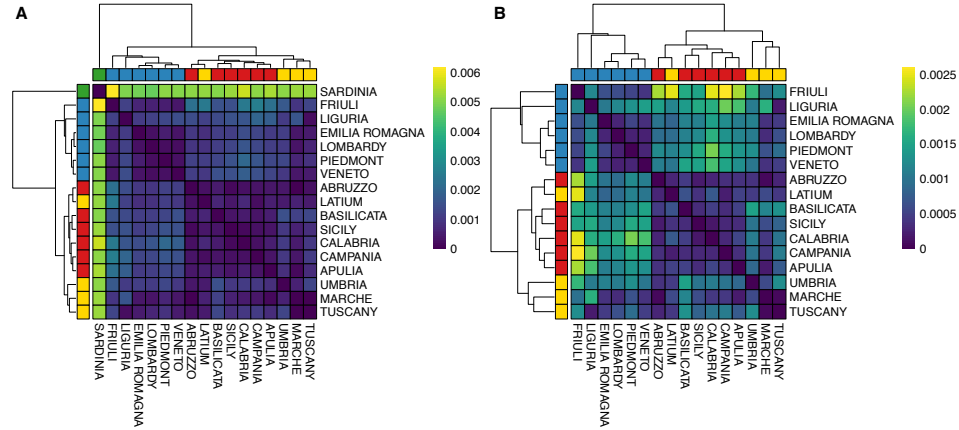 A
SARDINIA
FRIULI
LIGURIA
EMILIA ROMAGNA
LOMBARDY
PIEDMONT
VENETO
ABRUZZO
LATIUM
BASILICATA
SICILY
CALABRIA
CAMPANIA
APULIA
UMBRIA
MARCHE
TUSCANY
SARDINIA
FRIULI
LIGURIA
EMILIA ROMAGNA
LOMBARDY
PIEDMONT
VENETO
ABRUZZO
LATIUM
BASILICATA
SICILY
CALABRIA
CAMPANIA
APULIA
UMBRIA
MARCHE
TUSCANY
0.006
0.005
0.004
0.003
0.002
0.001
0
B
FRIULI
LIGURIA
EMILIA ROMAGNA
LOMBARDY
PIEDMONT
VENETO
ABRUZZO
LATIUM
BASILICATA
SICILY
CALABRIA
CAMPANIA
APULIA
UMBRIA
MARCHE
TUSCANY
FRIULI
LIGURIA
EMILIA ROMAGNA
LOMBARDY
PIEDMONT
VENETO
ABRUZZO
LATIUM
BASILICATA
SICILY
CALABRIA
CAMPANIA
APULIA
UMBRIA
MARCHE
TUSCANY
0.0025
0.002
0.0015
0.001
0.0005
0